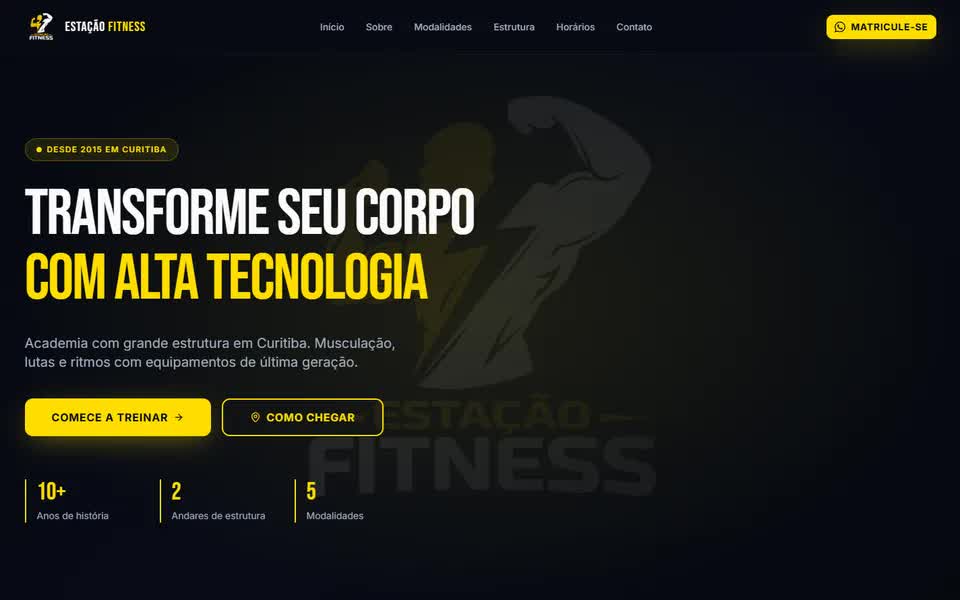 FITNESS
ESTAÇÃO FITNESS
Início
Sobre
Modalidades
Estrutura
Horários
Contato
MATRICULE-SE
DESDE 2015 EM CURITIBA
TRANSFORME SEU CORPO
COM ALTA TECNOLOGIA
Academia com grande estrutura em Curitiba. Musculação,
lutas e ritmos com equipamentos de última geração.
COMECE A TREINAR →
COMO CHEGAR
ESTAÇÃO
FITNESS
10+
Anos de história
2
Andares de estrutura
5
Modalidades